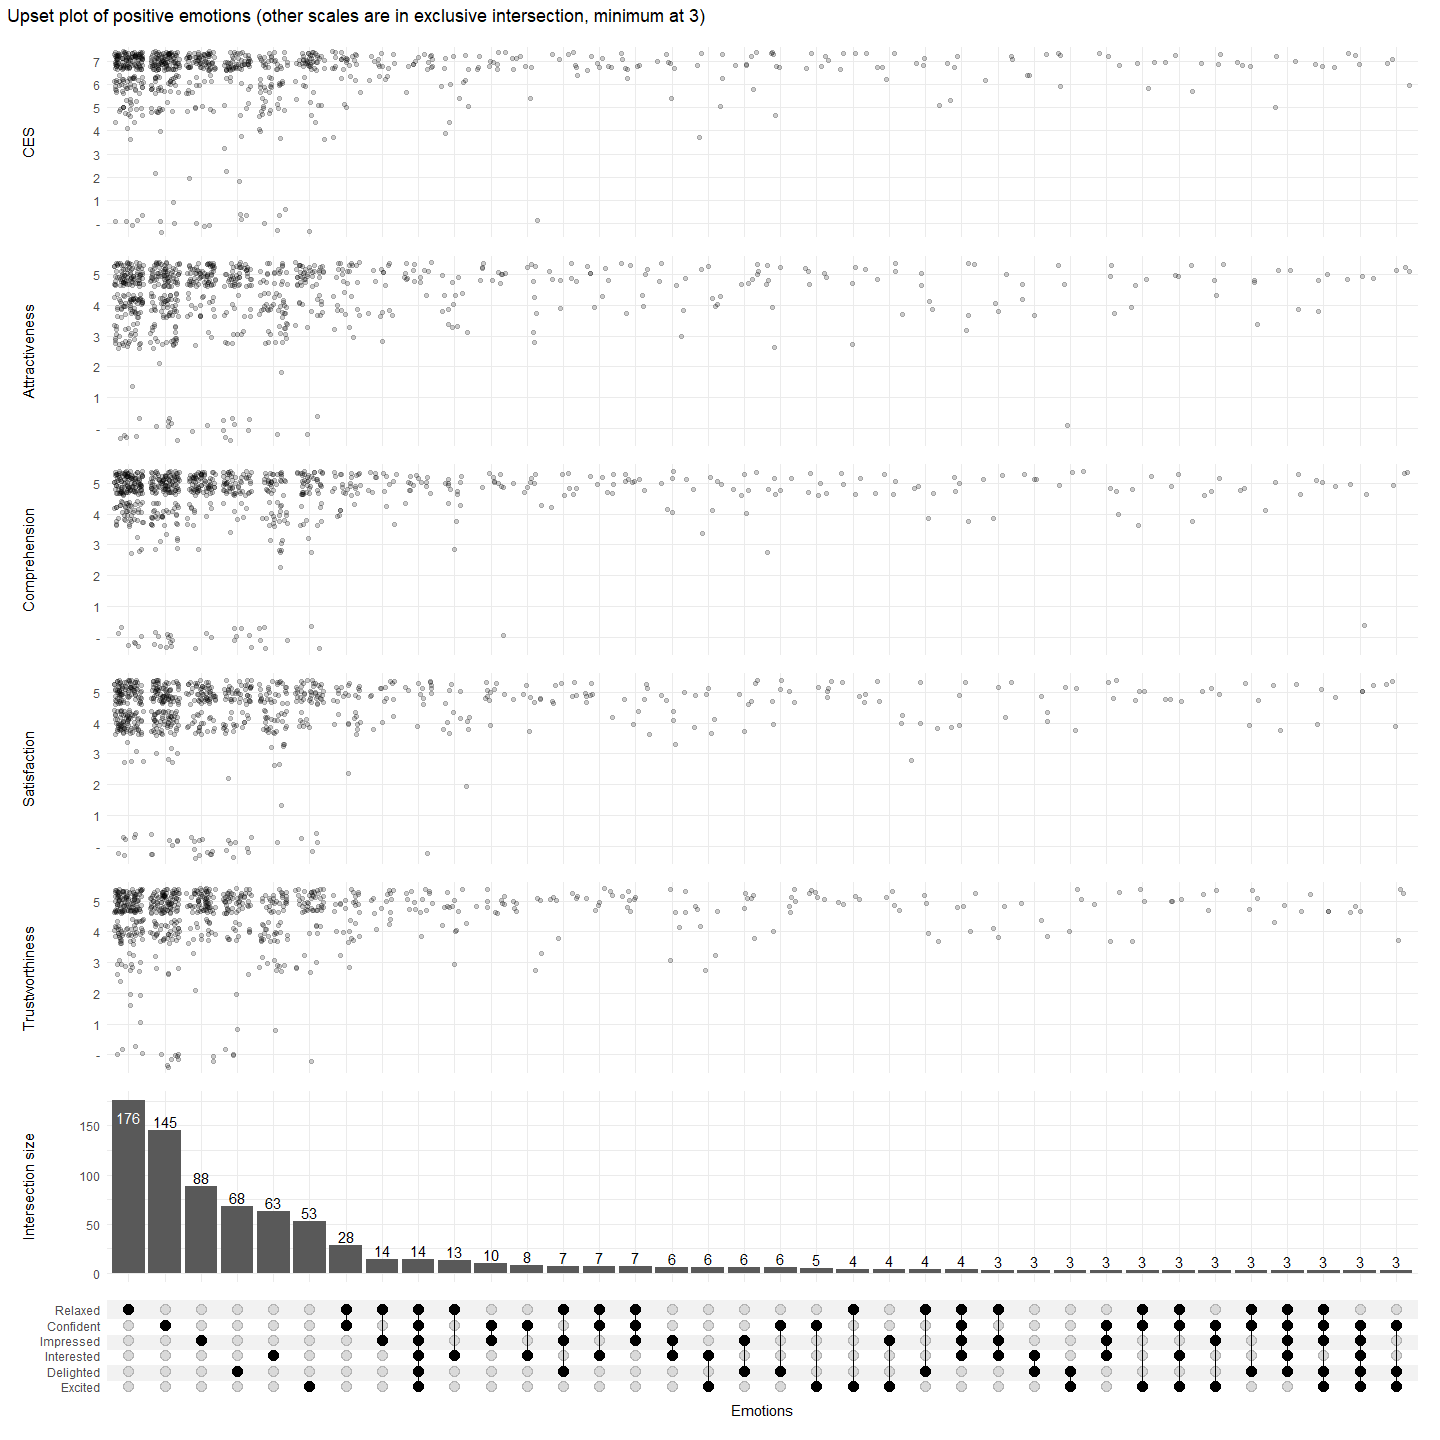 Upset plot of positive emotions (other scales are in exclusive intersection, minimum at 3)
CES
7
6
5
4
3
2
1
-
Attractiveness
5
4
3
2
1
-
Comprehension
5
4
3
2
1
-
Satisfaction
5
4
3
2
1
-
Trustworthiness
5
4
3
2
1
-
Intersection size
150
100
50
0
176 145 88 68 63 53 28 14 14 13 10 8 7 7 7 6 6 6 6 5 4 4 4 4 3 3 3 3 3 3 3 3 3 3 3 3
Relaxed
Confident
Impressed
Interested
Delighted
Excited
Emotions